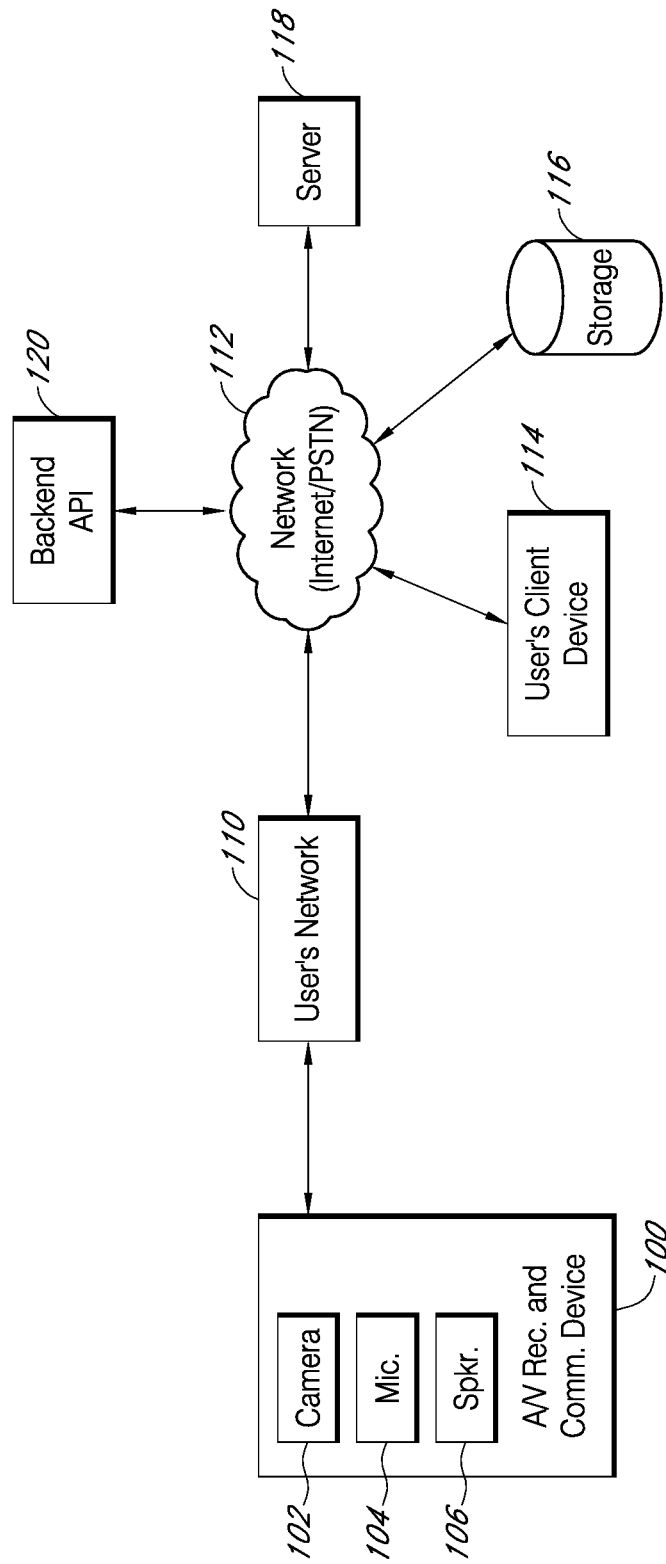 120
Backend
API
112
118
Network
(Internet/PSTN)
Server
110
User's Network
Camera
102
Mic.
104
Spkr.
106
A/V Rec. and
Comm. Device
100
114
User's Client
Device
116
Storage